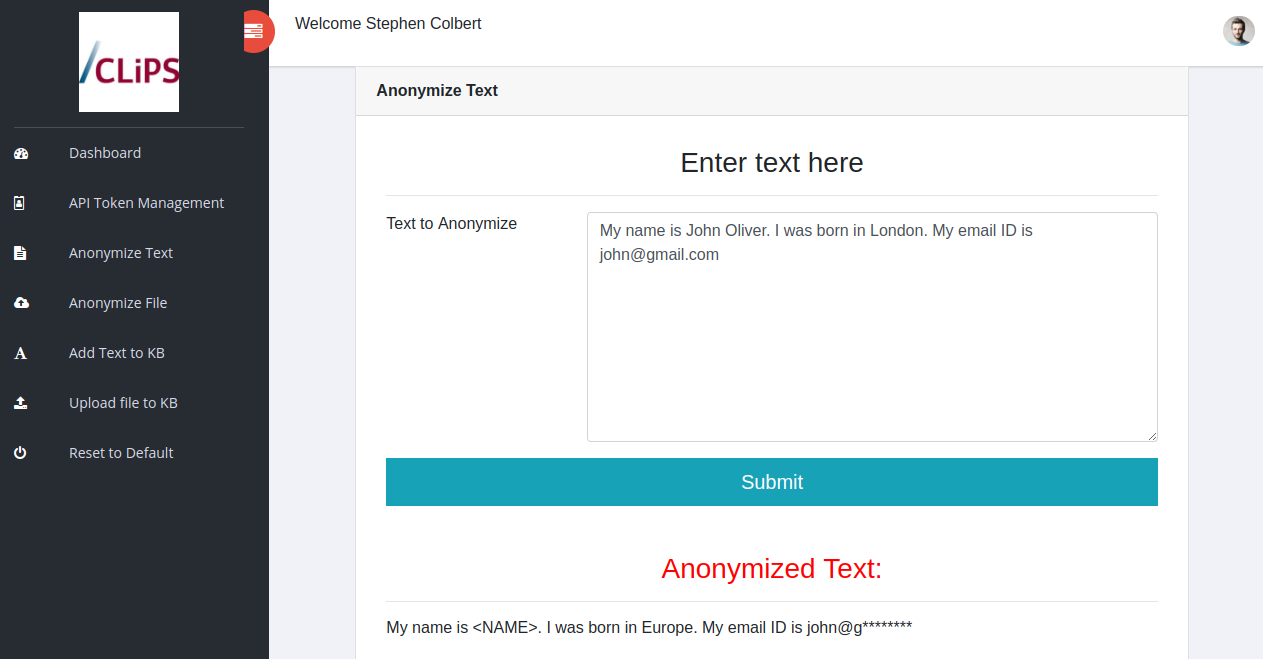 CLiPS
Welcome Stephen Colbert
Dashboard
API Token Management
Anonymize Text
Anonymize File
Add Text to KB
Upload file to KB
Reset to Default
Anonymize Text
Enter text here
Text to Anonymize
My name is John Oliver. I was born in London. My email ID is
john@gmail.com
Submit
Anonymized Text:
My name is <NAME>. I was born in Europe. My email ID is john@g********